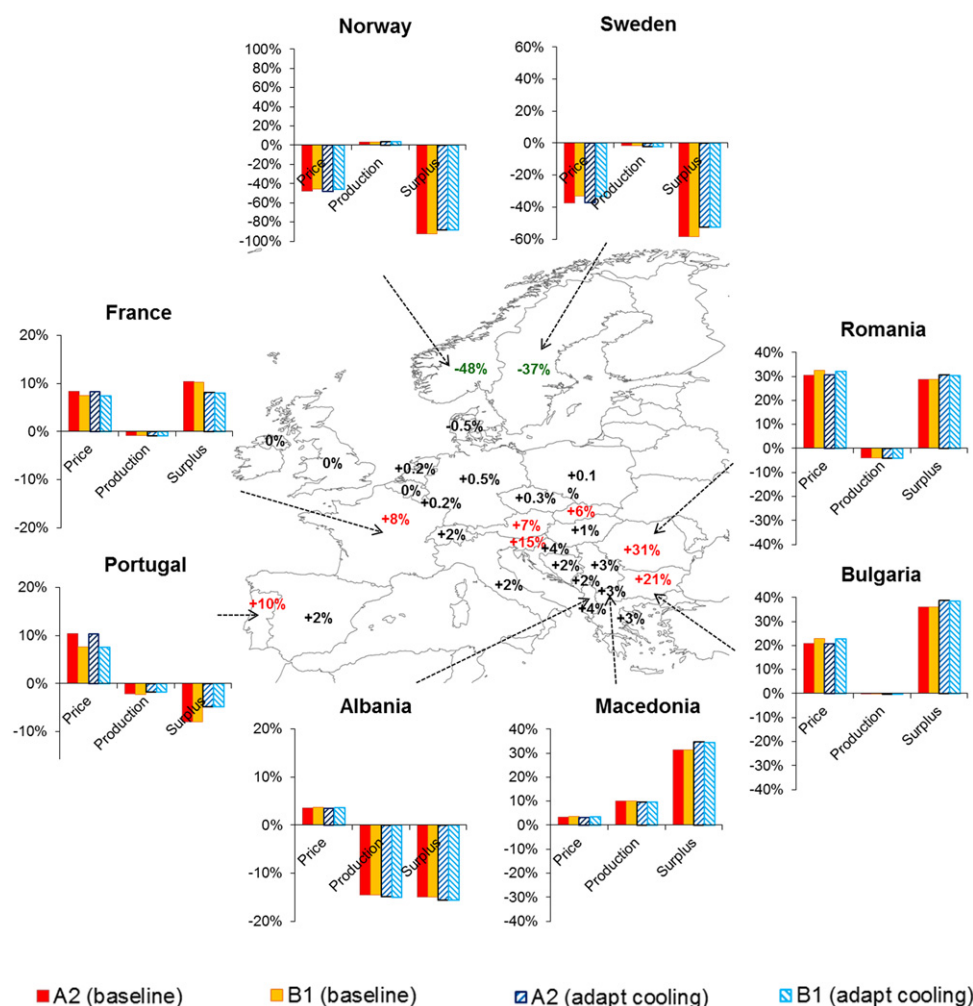 Norway
100%
80%
60%
40%
20%
0%
-20%
-40%
-60%
-80%
-100%
Price
Production
Surplus
Sweden
60%
40%
20%
0%
-20%
-40%
-60%
Price
Production
Surplus
France
20%
10%
0%
-10%
-20%
Price
Production
Surplus
Romania
40%
30%
20%
10%
0%
-10%
-20%
-30%
-40%
Price
Production
Surplus
-48%
-37%
-0.5%
0%
0%
+0.2%
0%
+0.2%
+0.5%
+0.1
%
+0.3%
+6%
+8%
+7%
+2%
+15%
+1%
+4%
+31%
+2%
+3%
+2%
+21%
+2%
+3%
+4%
+3%
+10%
+2%
Portugal
20%
10%
0%
-10%
Price
Production
Surplus
Bulgaria
40%
30%
20%
10%
0%
-10%
-20%
-30%
-40%
Price
Production
Surplus
Albania
20%
10%
0%
-10%
-20%
Price
Production
Surplus
Macedonia
40%
30%
20%
10%
0%
-10%
-20%
-30%
-40%
Price
Production
Surplus
A2 (baseline) B1 (baseline) A2 (adapt cooling) B1 (adapt cooling)